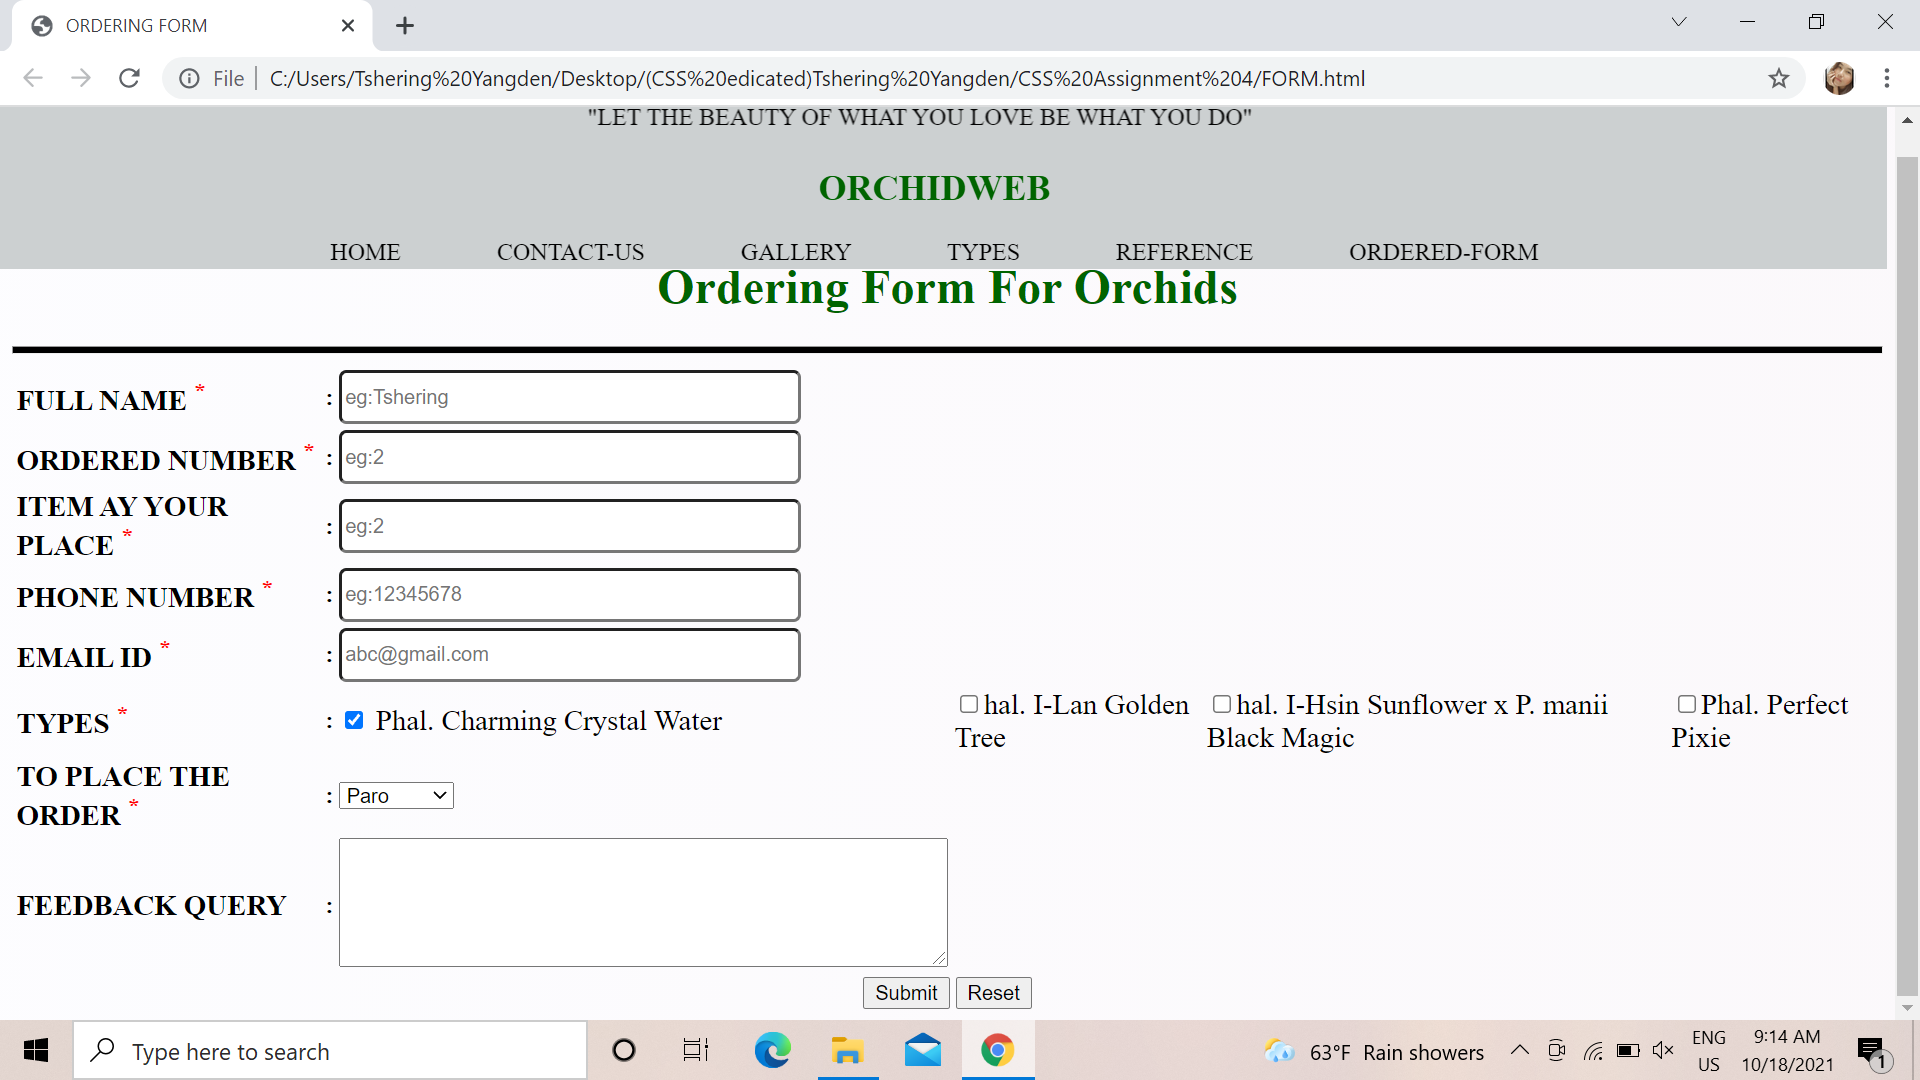 ORDERING FORM
File
C:/Users/Tshering%20Yangden/Desktop/(CSS%20edicated)Tshering%20Yangden/CSS%20Assignment%204/FORM.html
"LET THE BEAUTY OF WHAT YOU LOVE BE WHAT YOU DO"
ORCHIDWEB
HOME CONTACT-US GALLERY TYPES REFERENCE ORDERED-FORM
Ordering Form For Orchids
FULL NAME * : eg:Tshering
ORDERED NUMBER * : eg:2
ITEM AY YOUR
PLACE * : eg:2
PHONE NUMBER * : eg:12345678
EMAIL ID * : abc@gmail.com
TYPES * : Phal. Charming Crystal Water
hal. I-Lan Golden
Tree
hal. I-Hsin Sunflower x P. manii
Black Magic
Phal. Perfect
Pixie
TO PLACE THE
ORDER * : Paro
FEEDBACK QUERY :
Submit Reset
Type here to search
63°F Rain showers
ENG
US
9:14 AM
10/18/2021
1